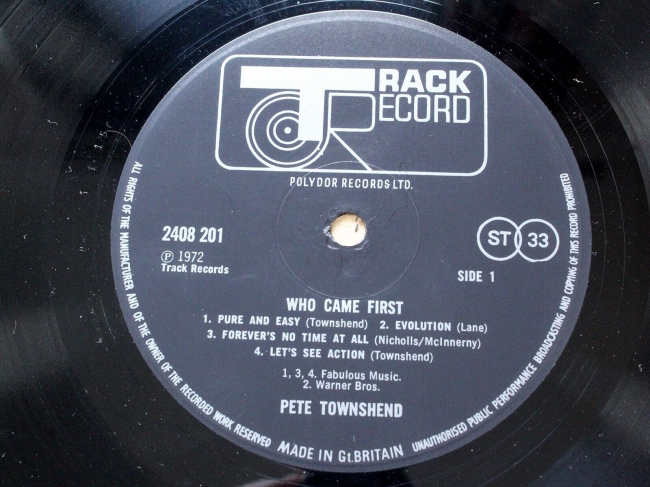 TRACK
RECORD
POLYDOR RECORDS LTD.
2408 201
ST 33
Ⓟ 1972
Track Records
SIDE 1
WHO CAME FIRST
1. PURE AND EASY (Townshend) 2. EVOLUTION (Lane)
3. FOREVER'S NO TIME AT ALL (Nicholls/McInnerny)
4. LET'S SEE ACTION (Townshend)
1, 3, 4. Fabulous Music.
2. Warner Bros.
PETE TOWNSHEND
ALL RIGHTS OF THE MANUFACTURER AND OF THE OWNER OF THE RECORDED WORK RESERVED
MADE IN Gt.BRITAIN
UNAUTHORISED PUBLIC PERFORMANCE BROADCASTING AND COPYING OF THIS RECORD PROHIBITED